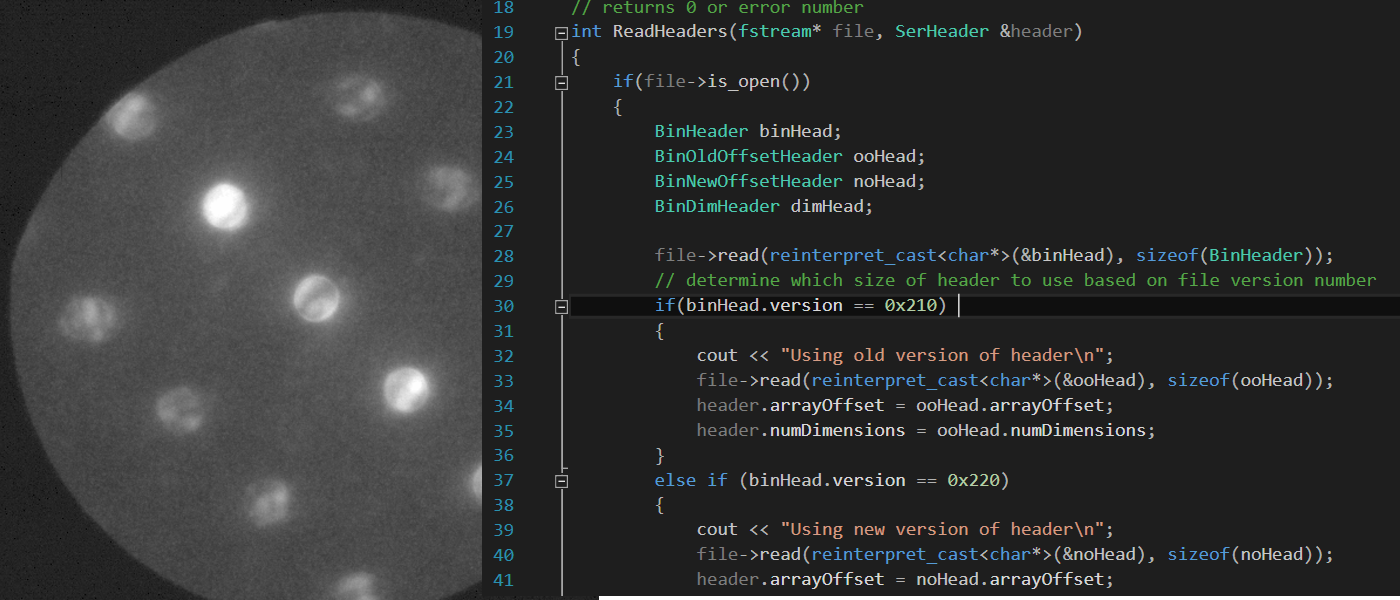 18 // returns 0 or error number
19 int ReadHeaders(fstream* file, SerHeader &header)
20 {
21 if(file->is_open())
22 {
23 BinHeader binHead;
24 BinOldOffsetHeader ooHead;
25 BinNewOffsetHeader noHead;
26 BinDimHeader dimHead;
27
28 file->read(reinterpret_cast<char*>(&binHead), sizeof(BinHeader));
29 // determine which size of header to use based on file version number
30 if(binHead.version == 0x210)
31 {
32 cout << "Using old version of header\n";
33 file->read(reinterpret_cast<char*>(&ooHead), sizeof(ooHead));
34 header.arrayOffset = ooHead.arrayOffset;
35 header.numDimensions = ooHead.numDimensions;
36 }
37 else if (binHead.version == 0x220)
38 {
39 cout << "Using new version of header\n";
40 file->read(reinterpret_cast<char*>(&noHead), sizeof(noHead));
41 header.arrayOffset = noHead.arrayOffset;